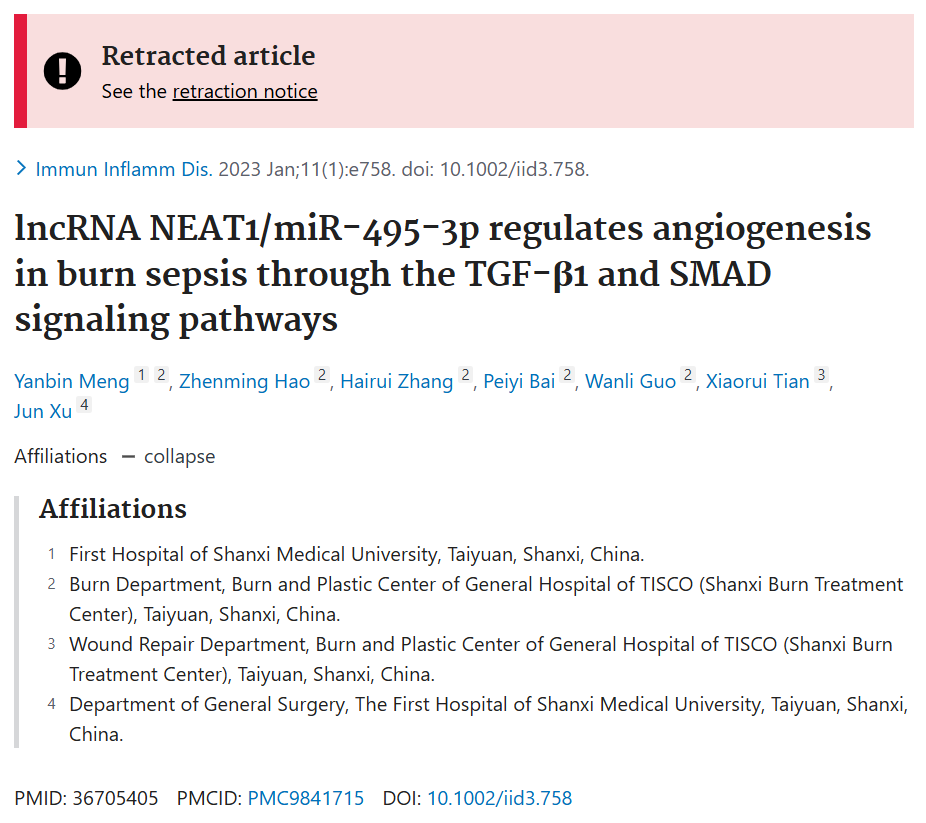 Retracted article
See the retraction notice
Immun Inflamm Dis. 2023 Jan;11(1):e758. doi: 10.1002/iid3.758.
lncRNA NEAT1/miR-495-3p regulates angiogenesis
in burn sepsis through the TGF-β1 and SMAD
signaling pathways
Yanbin Meng 1 2, Zhenming Hao 2, Hairui Zhang 2, Peiyi Bai 2, Wanli Guo 2, Xiaorui Tian 3,
Jun Xu 4
Affiliations — collapse
Affiliations
1 First Hospital of Shanxi Medical University, Taiyuan, Shanxi, China.
2 Burn Department, Burn and Plastic Center of General Hospital of TISCO (Shanxi Burn Treatment
Center), Taiyuan, Shanxi, China.
3 Wound Repair Department, Burn and Plastic Center of General Hospital of TISCO (Shanxi Burn
Treatment Center), Taiyuan, Shanxi, China.
4 Department of General Surgery, The First Hospital of Shanxi Medical University, Taiyuan, Shanxi,
China.
PMID: 36705405 PMCID: PMC9841715 DOI: 10.1002/iid3.758